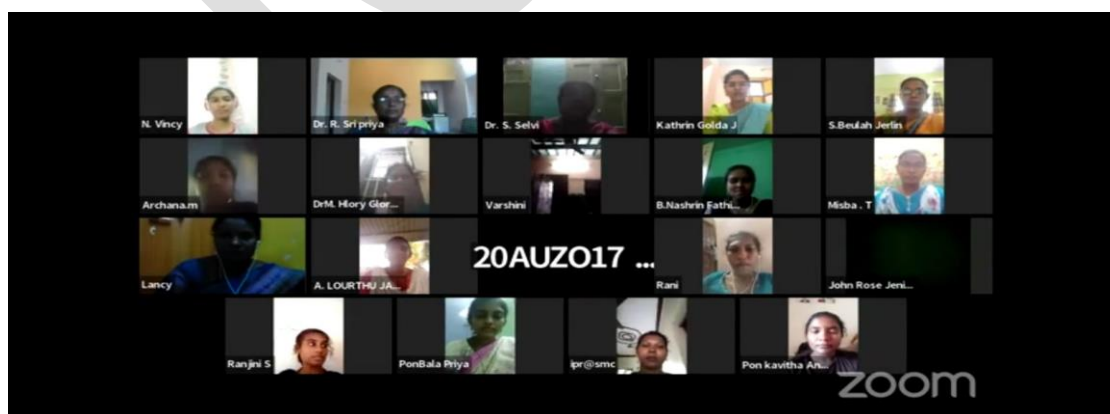 N. Vincy
Dr. R. Sri priya
Dr. S. Selvi
Kathrin Golda J
S.Beulah Jerlin
Archana.m
DrM. Hlory Glor...
Varshini
B.Nashrin Fathi...
Misba . T
Lancy
A. LOURTHU JA...
20AUZO17 ...
Rani
John Rose Jeni...
Ranjini S
PonBala Priya
ipr@smc
Pon kavitha An...
zoom